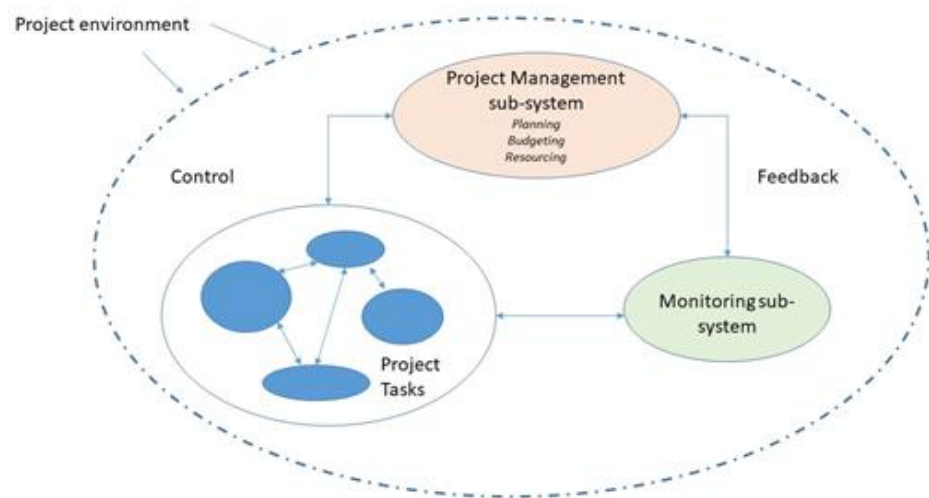 Project environment
Project Management
sub-system
Planning
Budgeting
Resourcing
Control
Feedback
Monitoring sub-
system
Project
Tasks